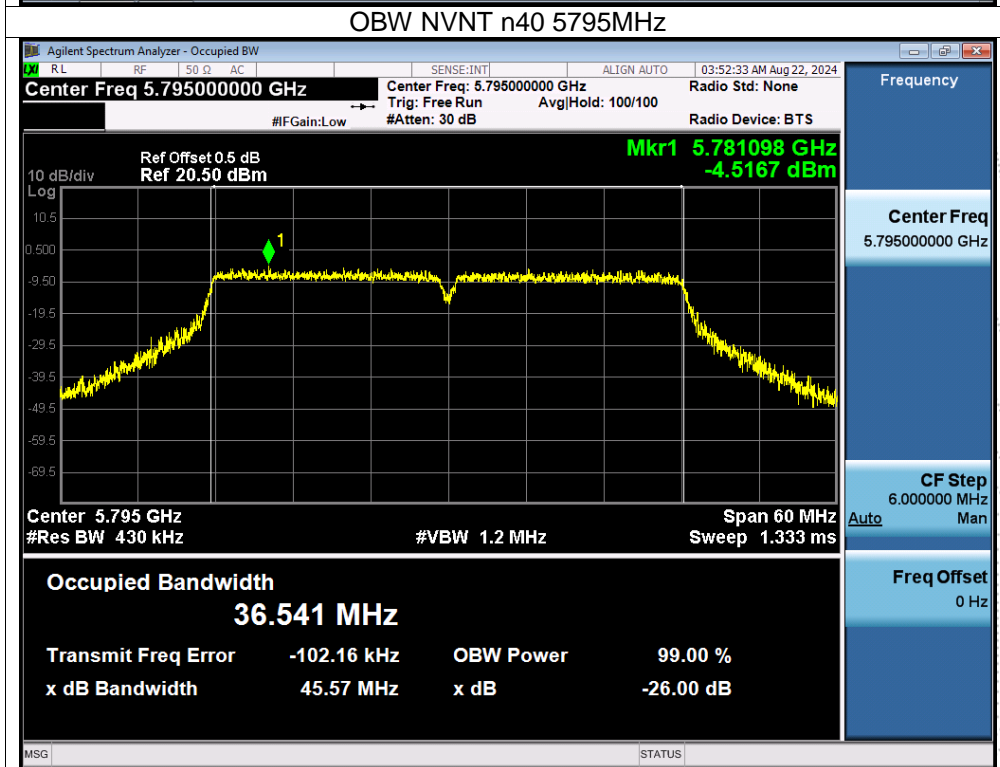 OBW NVNT n40 5795MHz
Agilent Spectrum Analyzer - Occupied BW
LXI RL RF 50 Ω AC SENSE:INT ALIGN AUTO 03:52:33 AM Aug 22, 2024
Center Freq 5.795000000 GHz
Center Freq: 5.795000000 GHz
Radio Std: None
Trig: Free Run Avg|Hold: 100/100
#IFGain:Low #Atten: 30 dB Radio Device: BTS
Mkr1 5.781098 GHz
-4.5167 dBm
Ref Offset 0.5 dB
10 dB/div Ref 20.50 dBm
Log
10.5
0.500
-9.50
-19.5
-29.5
-39.5
-49.5
-59.5
-69.5
1
Center 5.795 GHz Span 60 MHz
#Res BW 430 kHz #VBW 1.2 MHz Sweep 1.333 ms
Occupied Bandwidth
36.541 MHz
Transmit Freq Error -102.16 kHz OBW Power 99.00 %
x dB Bandwidth 45.57 MHz x dB -26.00 dB
MSG STATUS
Frequency
Center Freq
5.795000000 GHz
CF Step
6.000000 MHz
Auto Man
Freq Offset
0 Hz